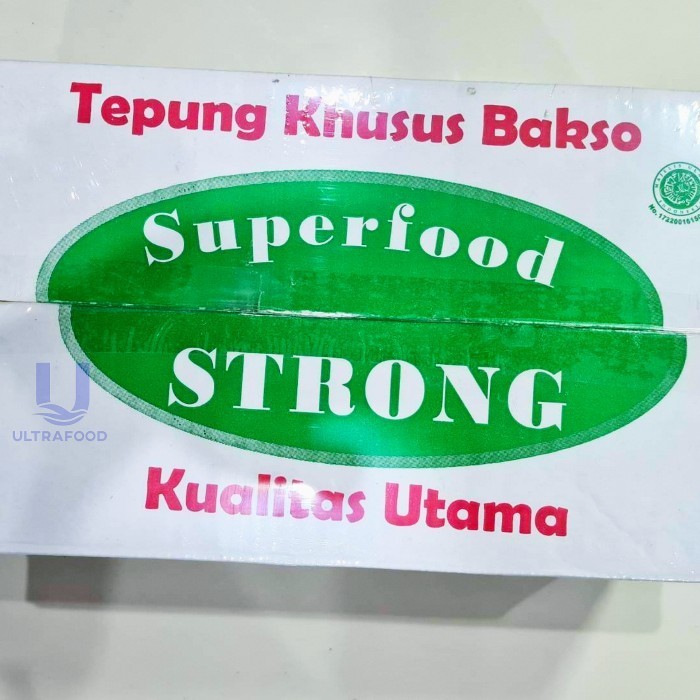 Tepung Khusus Bakso
Superfood
STRONG
ULTRAFOOD
Kualitas Utama